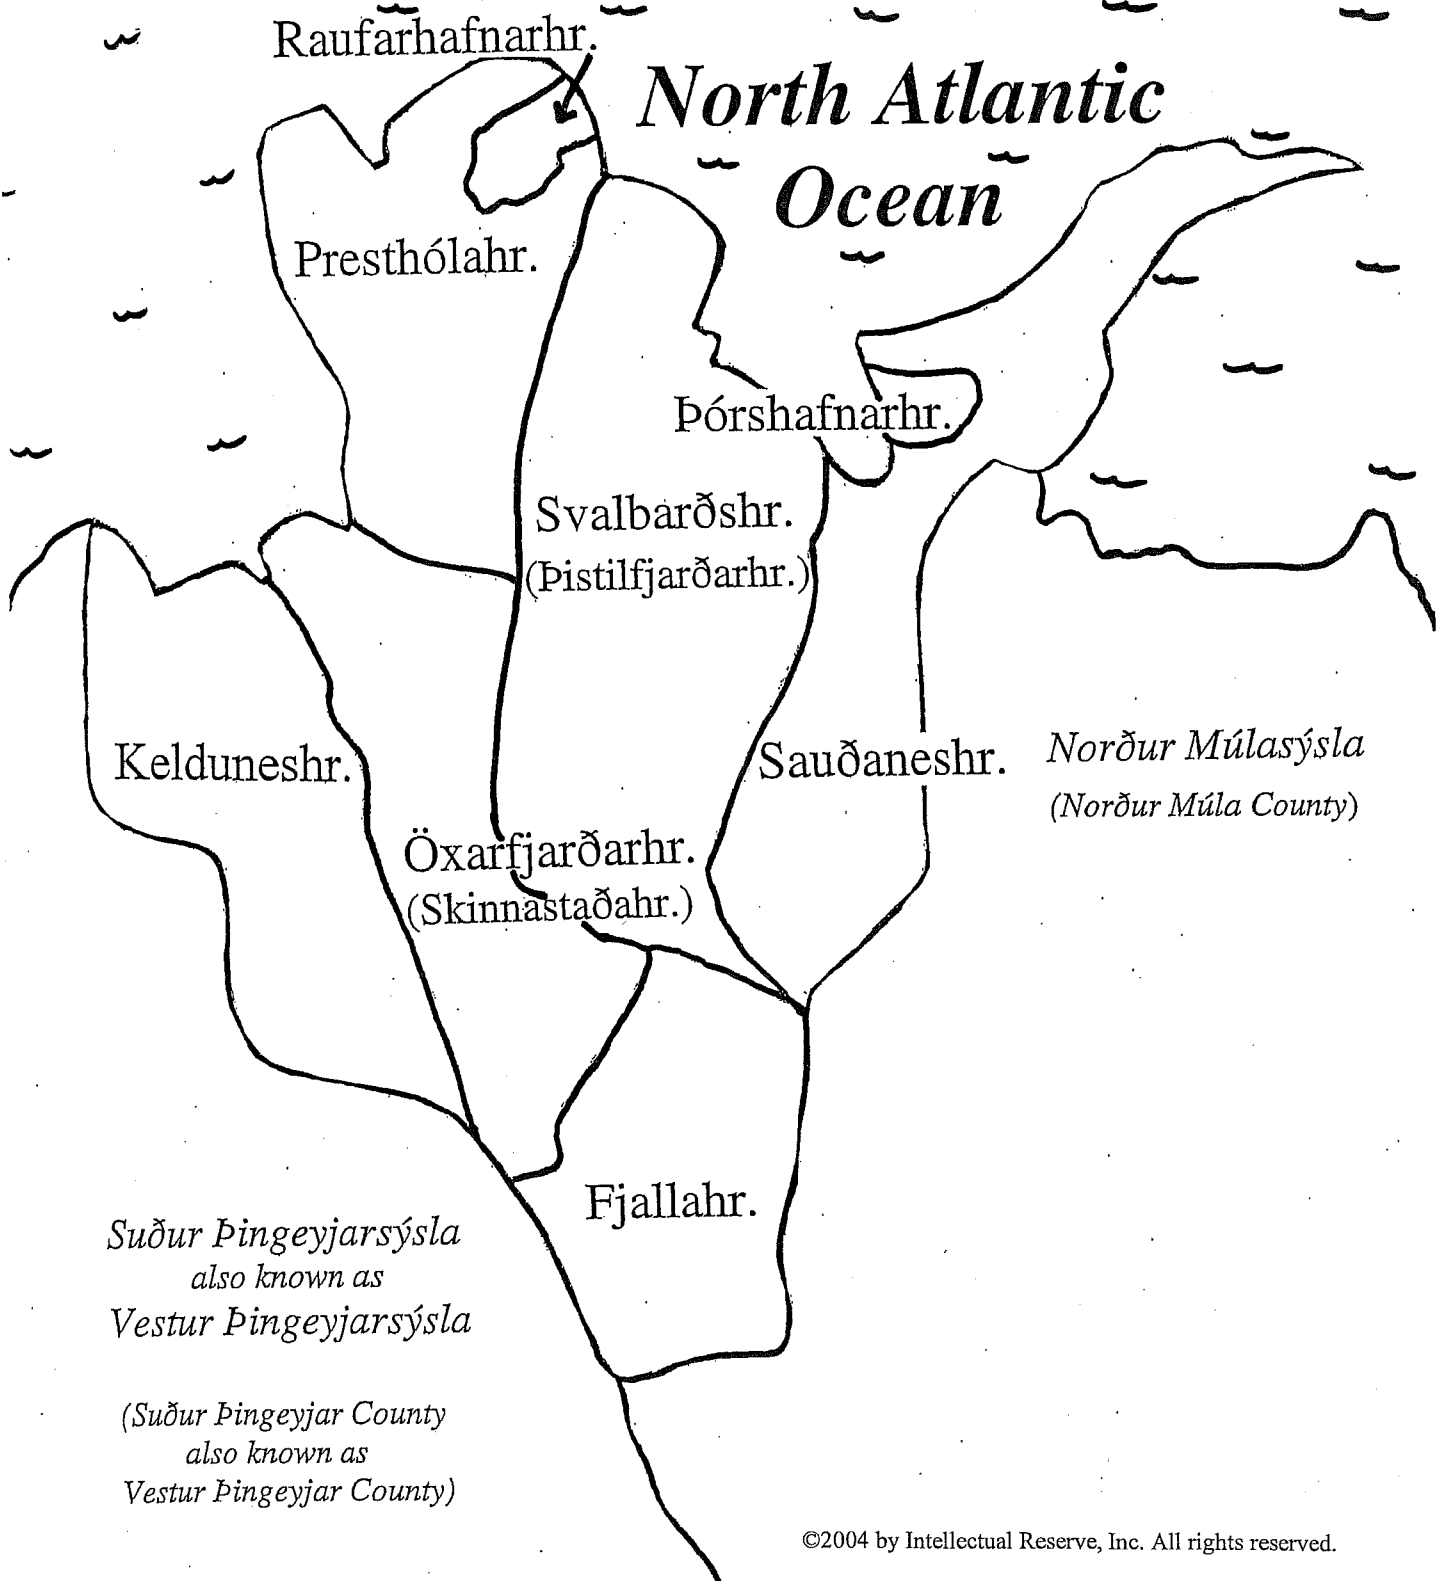 Raufarhafnarhr.
North Atlantic
Ocean
Presthólahr.
Þórshafnarhr.
Svalbarðshr.
(Þistilfjarðarhr.)
Kelduneshr.
Sauðaneshr.
Norður Múlasýsla
(Norður Múla County)
Öxarfjarðarhr.
(Skinnastaðahr.)
Fjallahr.
Suður Þingeyjarsýsla
also known as
Vestur Þingeyjarsýsla
(Suður Þingeyjar County
also known as
Vestur Þingeyjar County)
©2004 by Intellectual Reserve, Inc. All rights reserved.